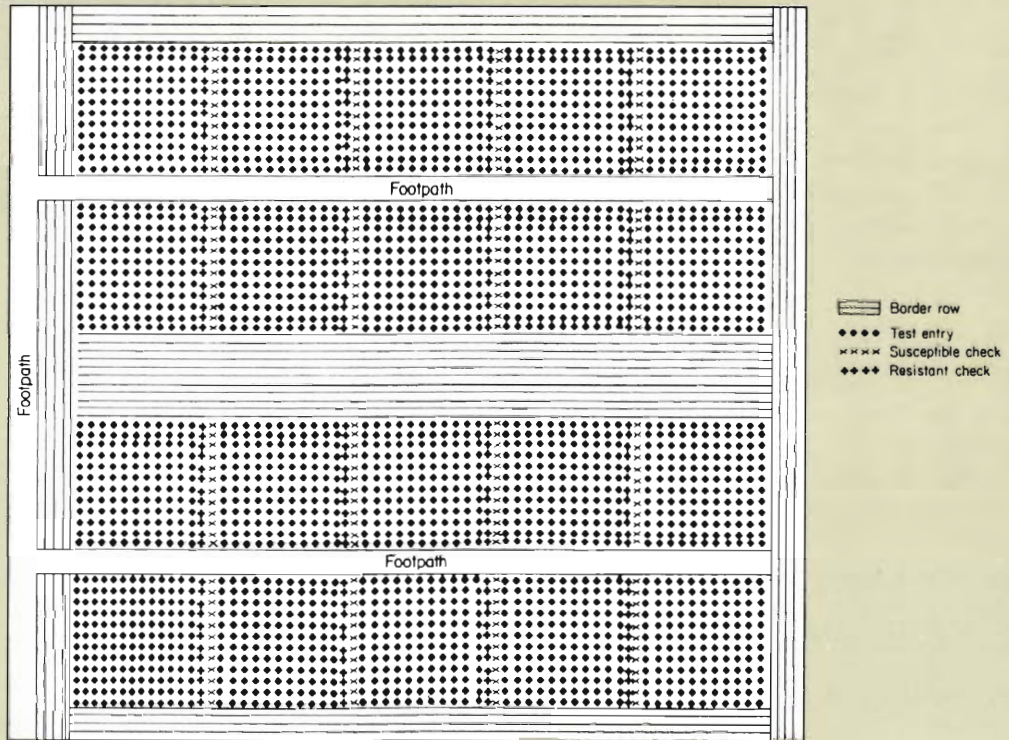 Footpath
Footpath
Footpath
Border row
Test entry
×××× Susceptible check
Resistant check